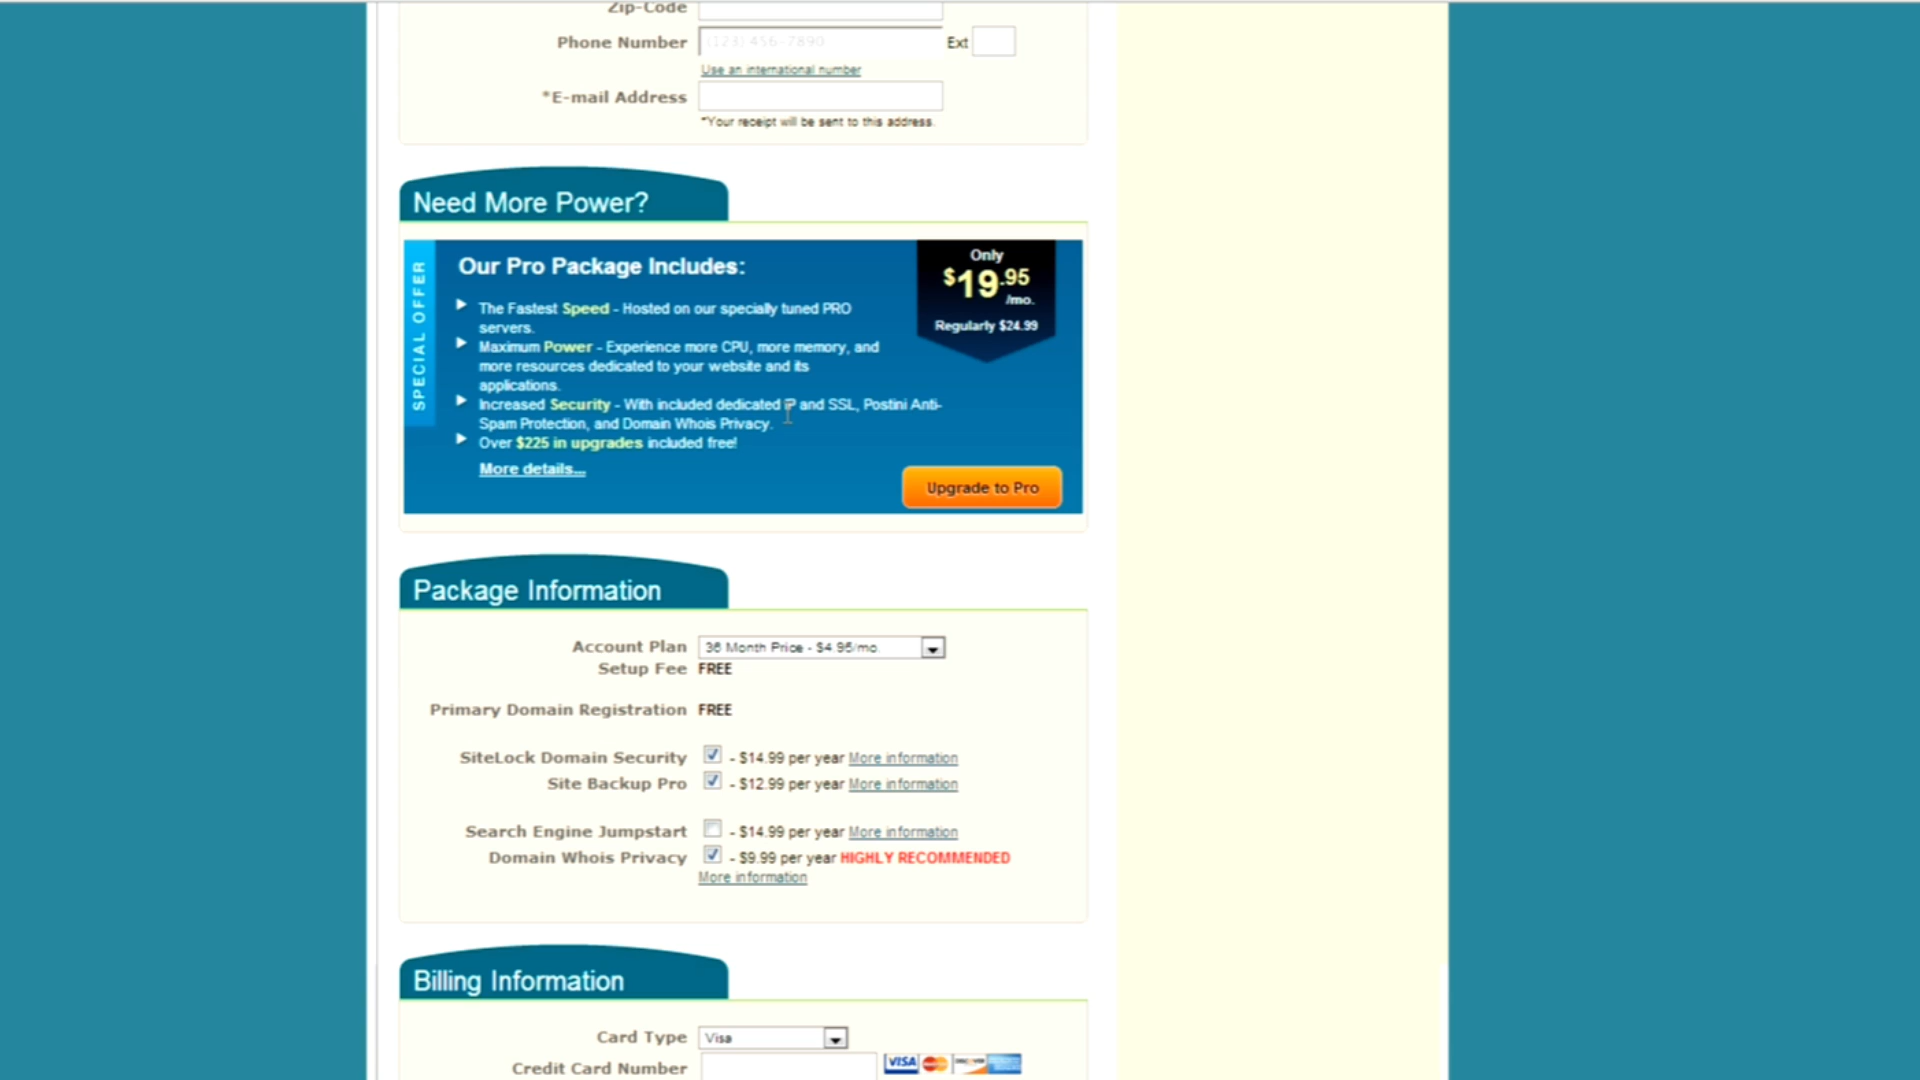 Zip-Code
Phone Number (123) 456-7890 Ext
Use an international number
*E-mail Address
*Your receipt will be sent to this address.
Need More Power?
SPECIAL OFFER
Our Pro Package Includes:
Only
$19.95
/mo.
Regularly $24.99
The Fastest Speed - Hosted on our specially tuned PRO
servers.
Maximum Power - Experience more CPU, more memory, and
more resources dedicated to your website and its
applications.
Increased Security - With included dedicated IP and SSL, Postini Anti-
Spam Protection, and Domain Whois Privacy.
Over $225 in upgrades included free!
More details...
Upgrade to Pro
Package Information
Account Plan 36 Month Price - $4.95/mo.
Setup Fee FREE
Primary Domain Registration FREE
SiteLock Domain Security - $14.99 per year More information
Site Backup Pro - $12.99 per year More information
Search Engine Jumpstart - $14.99 per year More information
Domain Whois Privacy - $9.99 per year HIGHLY RECOMMENDED
More information
Billing Information
Card Type Visa
Credit Card Number VISA